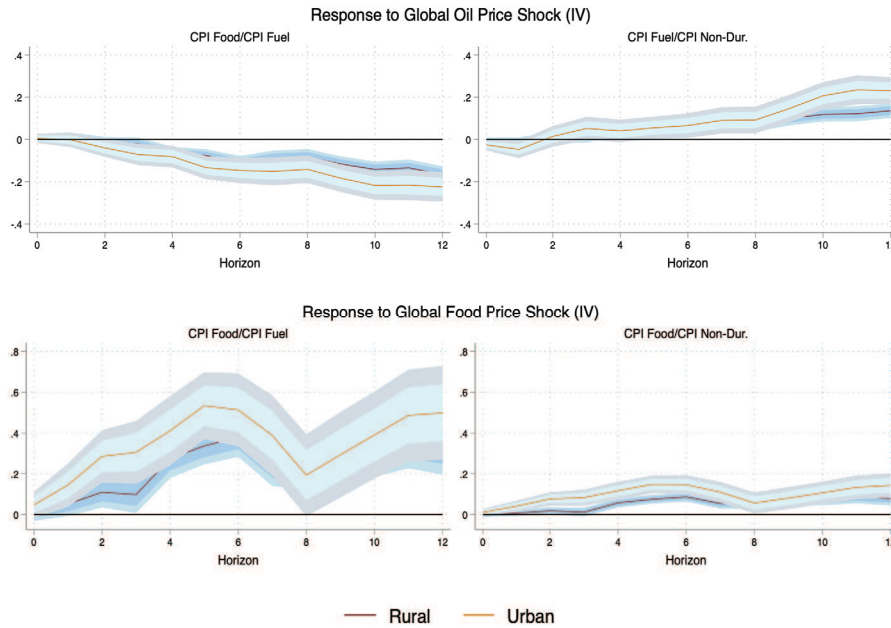 Response to Global Oil Price Shock (IV)
CPI Food/CPI Fuel
CPI Fuel/CPI Non-Dur.
.4
.2
0
-.2
-.4
0 2 4 6 8 10 12
Horizon
.4
.2
0
-.2
-.4
0 2 4 6 8 10 12
Horizon
Response to Global Food Price Shock (IV)
CPI Food/CPI Fuel
CPI Food/CPI Non-Dur.
.8
.6
.4
.2
0
0 2 4 6 8 10 12
Horizon
.8
.6
.4
.2
0
0 2 4 6 8 10 12
Horizon
Rural Urban